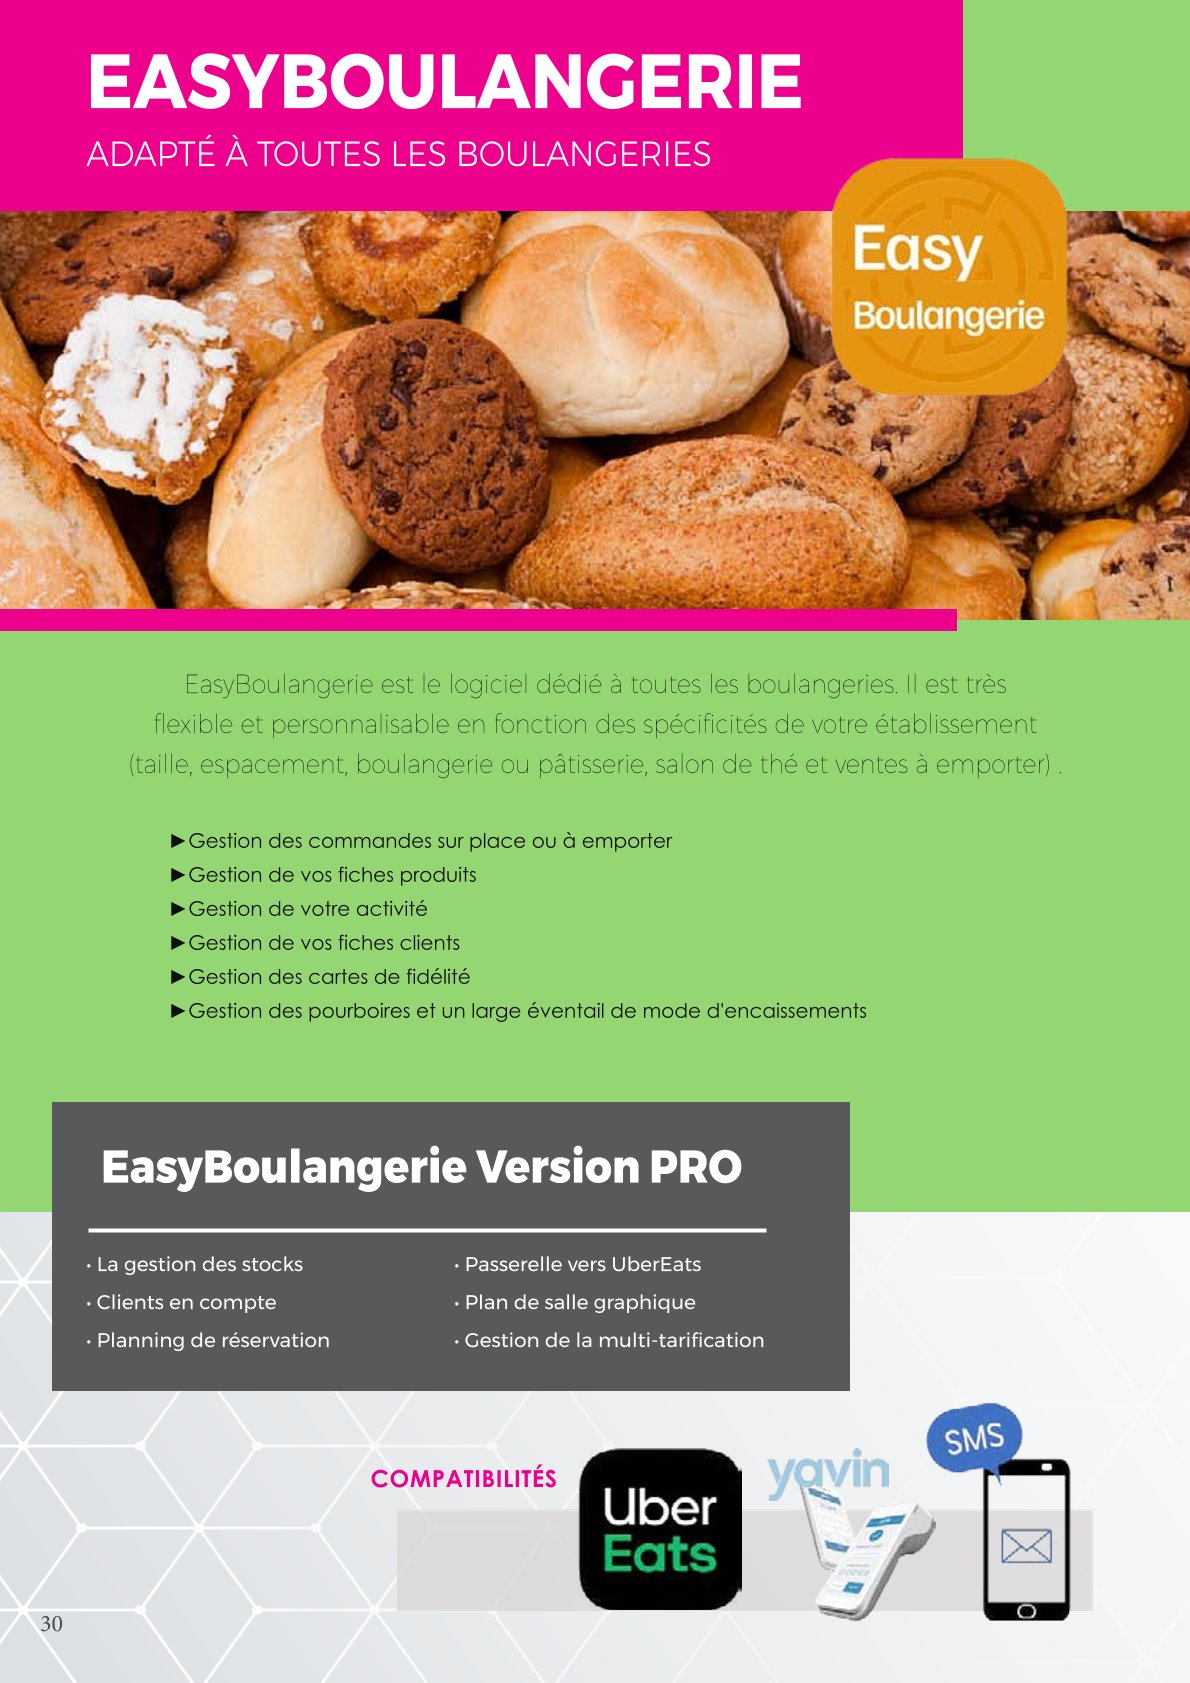 EASYBOULANGERIE
ADAPTÉ À TOUTES LES BOULANGERIES
Easy
Boulangerie
EasyBoulangerie est le logiciel dédié à toutes les boulangeries. Il est très
flexible et personnalisable en fonction des spécificités de votre établissement
(taille, espacement, boulangerie ou pâtisserie, salon de thé et ventes à emporter) .
►Gestion des commandes sur place ou à emporter
►Gestion de vos fiches produits
►Gestion de votre activité
►Gestion de vos fiches clients
►Gestion des cartes de fidélité
►Gestion des pourboires et un large éventail de mode d'encaissements
EasyBoulangerie Version PRO
• La gestion des stocks
• Clients en compte
• Planning de réservation
• Passerelle vers UberEats
• Plan de salle graphique
• Gestion de la multi-tarification
COMPATIBILITÉS
Uber
Eats
yavin
SMS
30